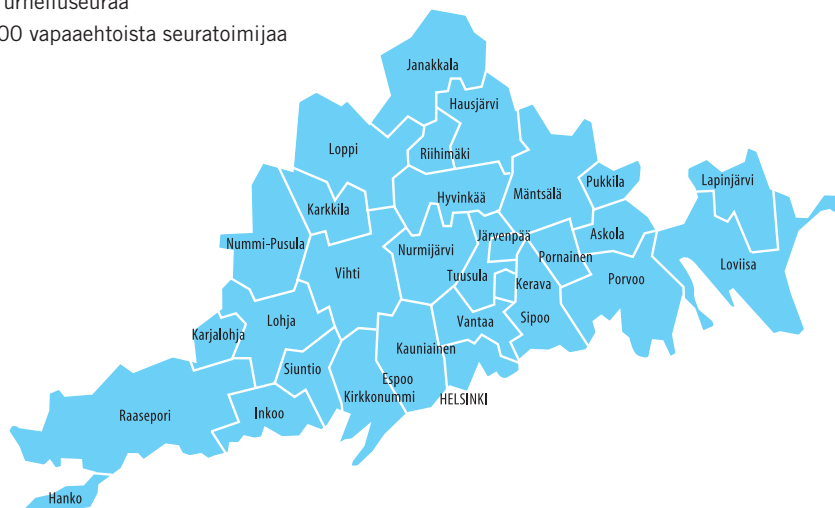 urheiluseuraa
00 vapaaehtoista seuratoimijaa
Janakkala
Hausjärvi
Loppi
Riihimäki
Pukkila
Lapinjärvi
Hyvinkää
Mäntsälä
Karkkila
Nummi-Pusula
Nurmijärvi
Järvenpää
Askola
Pornainen
Loviisa
Vihti
Tuusula
Kerava
Porvoo
Lohja
Vantaa
Sipoo
Karjalohja
Kauniainen
Siuntio
Espoo
Kirkkonummi
HELSINKI
Raasepori
Inkoo
Hanko